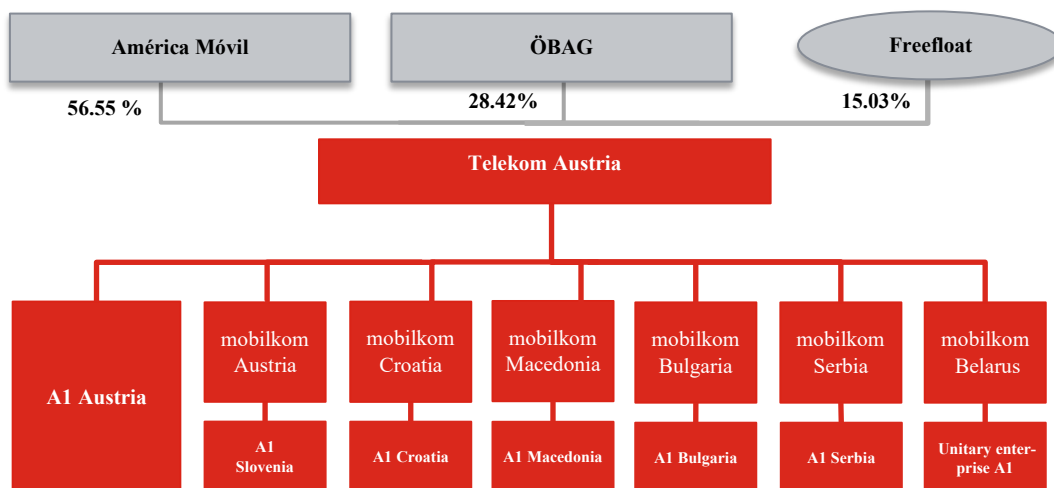 América Móvil
ÖBAG
Freefloat
56.55 %
28.42%
15.03%
Telekom Austria
A1 Austria
mobilkom
Austria
mobilkom
Croatia
mobilkom
Macedonia
mobilkom
Bulgaria
mobilkom
Serbia
mobilkom
Belarus
A1
Slovenia
A1 Croatia
A1 Macedonia
A1 Bulgaria
A1 Serbia
Unitary enter-
prise A1